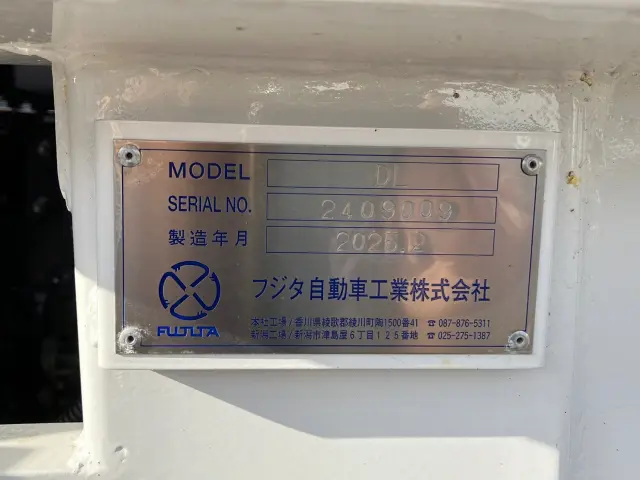 MODEL DL
SERIAL NO. 2409009
製造年月 2025.2
フジタ自動車工業株式会社
FUJITA
本社工場/香川県綾歌郡綾川町陶1500番41 ☎ 087-876-5311
新潟工場/新潟市津島屋6丁目125番地 ☎ 025-275-1387